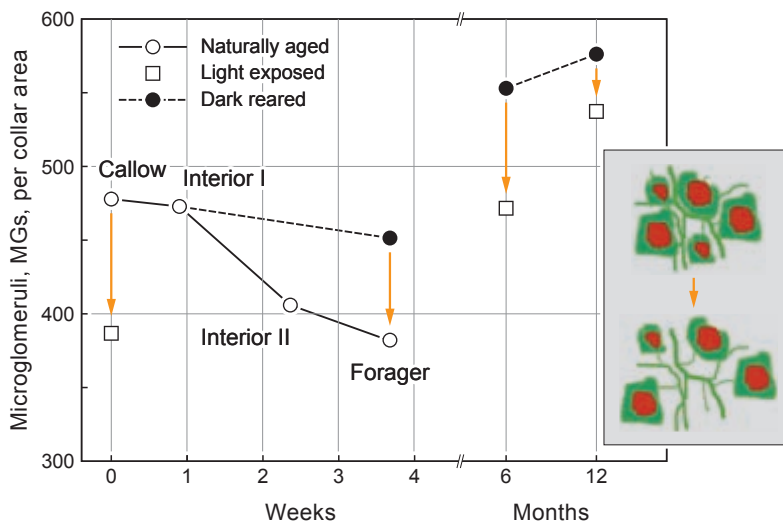 Microglomeruli, MGs, per collar area
600
500
400
300
Naturally aged
Light exposed
Dark reared
Callow
Interior I
Interior II
Forager
0 1 2 3 4 6 12
Weeks Months